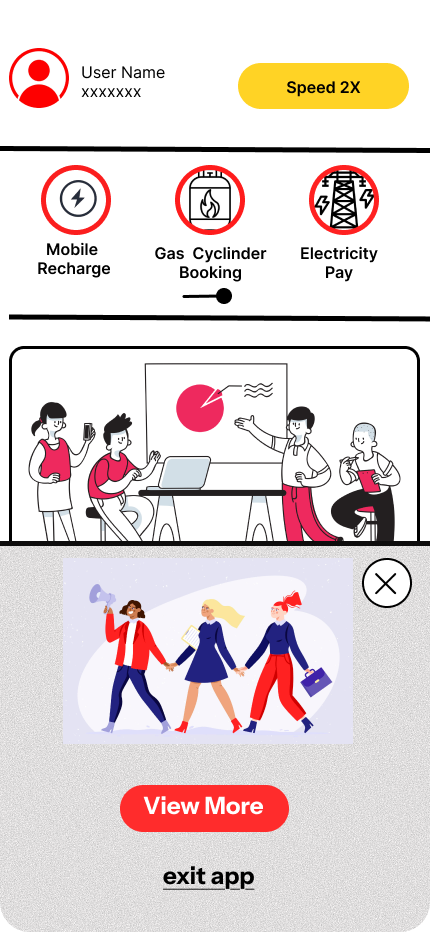 User Name
xxxxxxx
Speed 2X
Mobile
Recharge
Gas Cyclinder
Booking
Electricity
Pay
View More
exit app